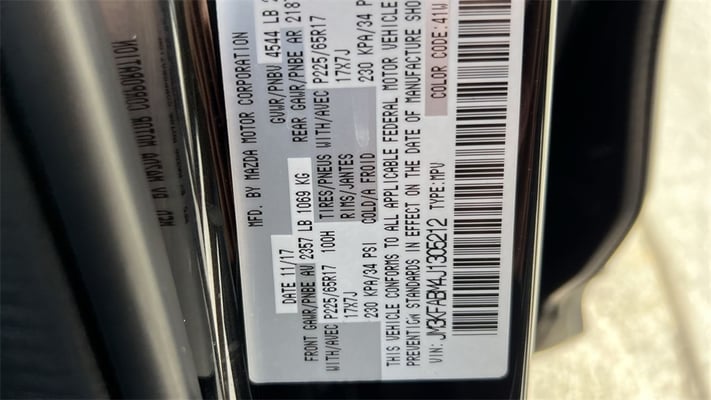 MFD. BY MAZDA MOTOR CORPORATION
DATE 11/17 GVWR/PNBV 4544 LB
FRONT GAWR/PNBE AV 2357 LB 1069 KG REAR GAWR/PNBE AR 218
WITH/AVEC P225/65R17 100H TIRES/PNEUS WITH/AVEC P225/65R17
17X7J RIMS/JANTES 17X7J
230 KPA/34 PSI COLD/A FROID 230 KPA/34 P
THIS VEHICLE CONFORMS TO ALL APPLICABLE FEDERAL MOTOR VEHICLE
PREVENTION STANDARDS IN EFFECT ON THE DATE OF MANUFACTURE SHO
VIN: JM3KFABM4J1305212 TYPE:MPV COLOR CODE:41W